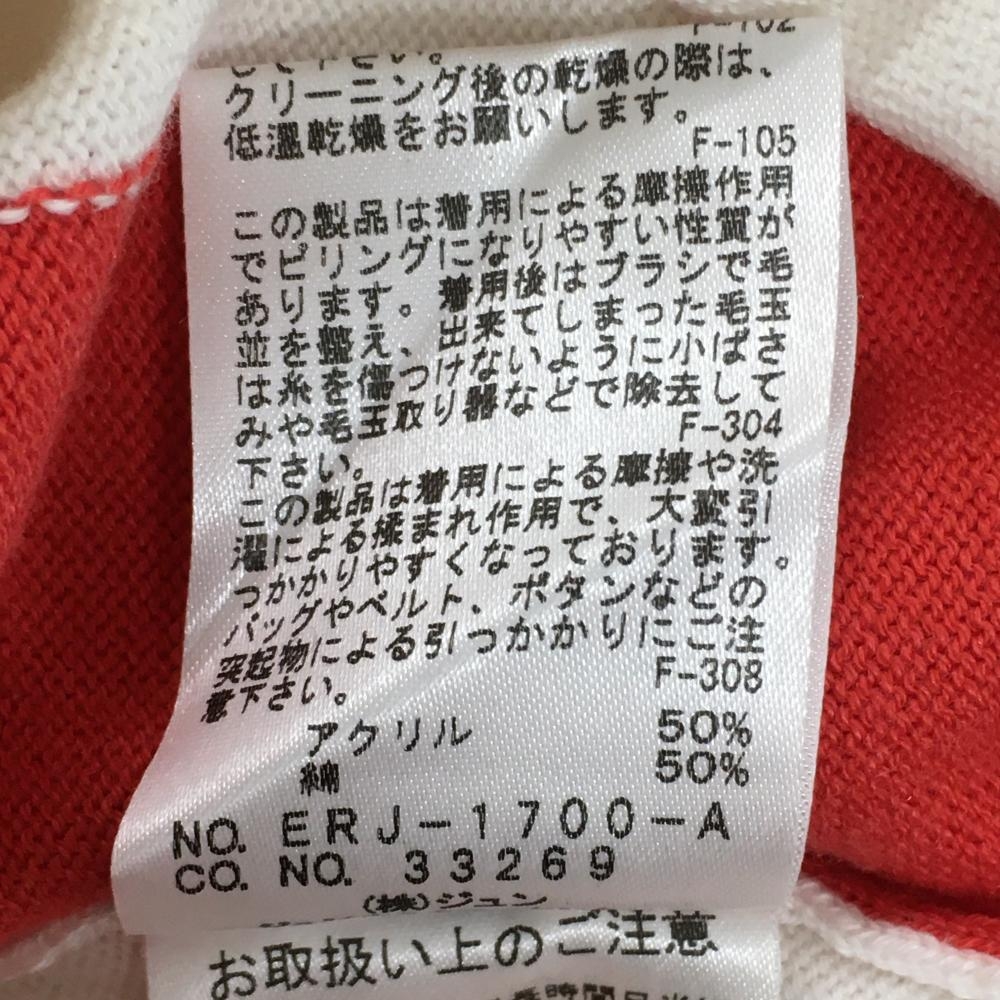 F-102
して下さい。
クリーニング後の乾燥の際は、
低温乾燥をお願いします。
F-105
この製品は着用による摩擦作用
でピリングになりやすい性質が
あります。着用後はブラシで毛
並を整え、出来てしまった毛玉
は糸を傷つけないように小ばさ
みや毛玉取り器などで除去して
下さい。
F-304
この製品は着用による摩擦や洗
濯による揉まれ作用で、大変引
っかかりやすくなっております。
バッグやベルト、ボタンなどの
突起物による引っかかりにご注
意下さい。
F-308
アクリル 50%
綿 50%
NO. ERJ-1700-A
CO. NO. 33269
(株)ジュン
お取扱い上のご注意